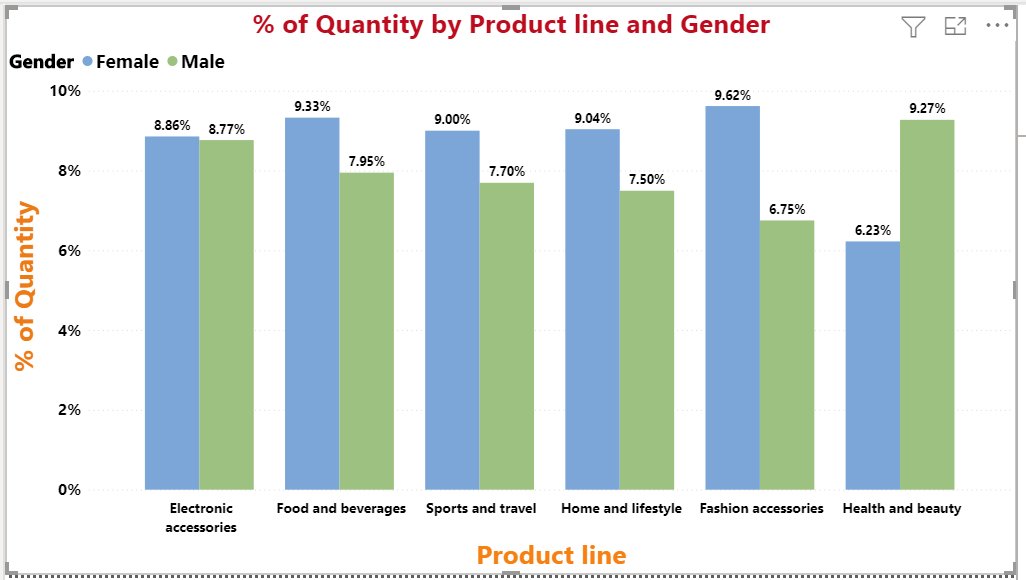 % of Quantity by Product line and Gender
Gender Female Male
10%
8%
6%
4%
2%
0%
% of Quantity
8.86% 8.77%
9.33% 7.95%
9.00% 7.70%
9.04% 7.50%
9.62% 6.75%
6.23% 9.27%
Electronic
accessories
Food and beverages
Sports and travel
Home and lifestyle
Fashion accessories
Health and beauty
Product line